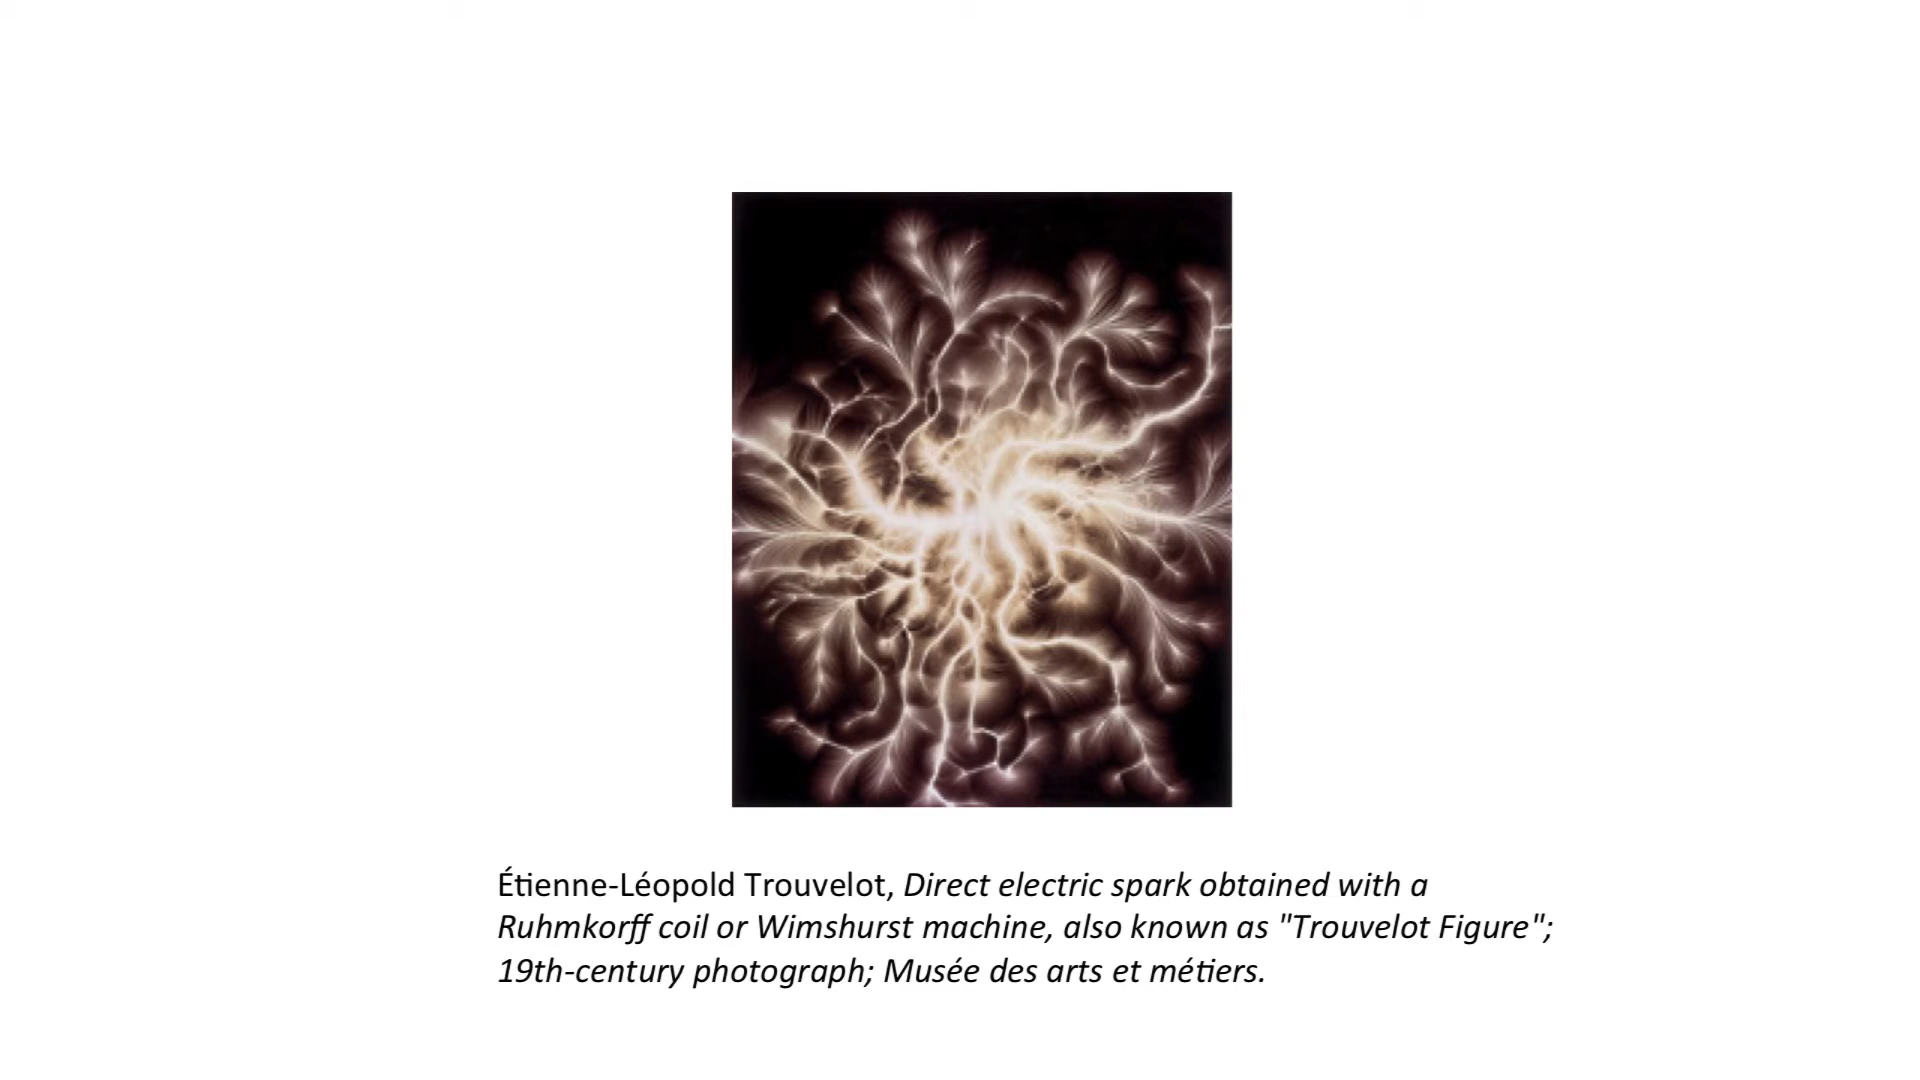 Étienne-Léopold Trouvelot, Direct electric spark obtained with a
Ruhmkorff coil or Wimshurst machine, also known as "Trouvelot Figure";
19th-century photograph; Musée des arts et métiers.